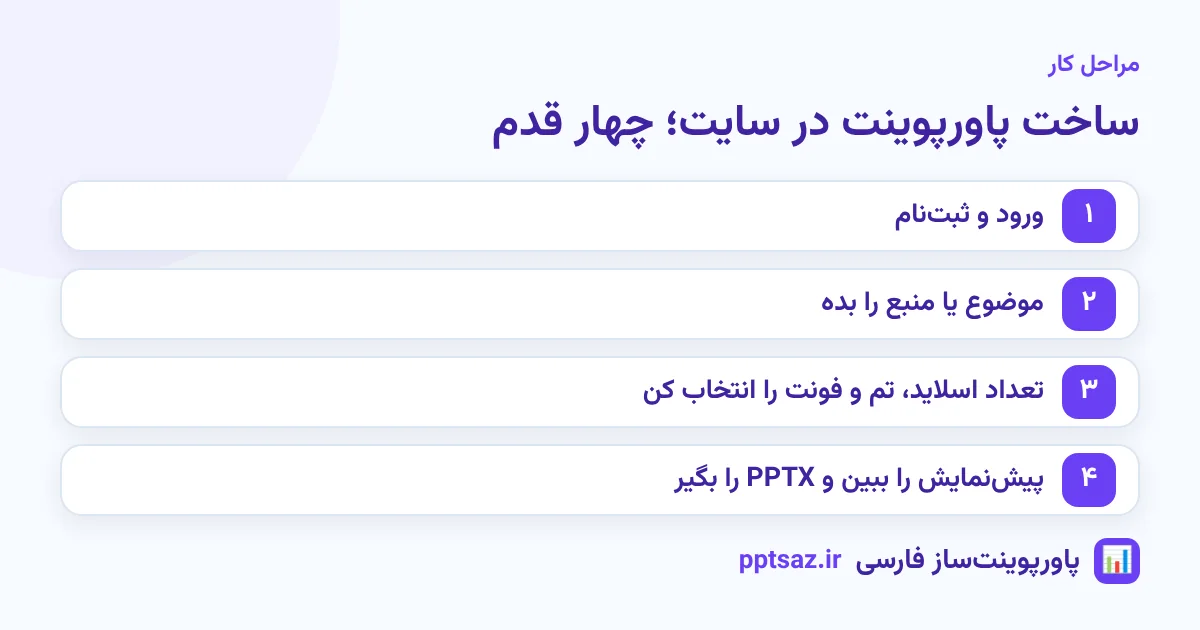 مراحل کار
ساخت پاورپوینت در سایت؛ چهار قدم
۱ ورود و ثبت‌نام
۲ موضوع یا منبع را بده
۳ تعداد اسلاید، تم و فونت را انتخاب کن
۴ پیش‌نمایش را ببین و PPTX را بگیر
پاورپوینت‌ساز فارسی pptsaz.ir